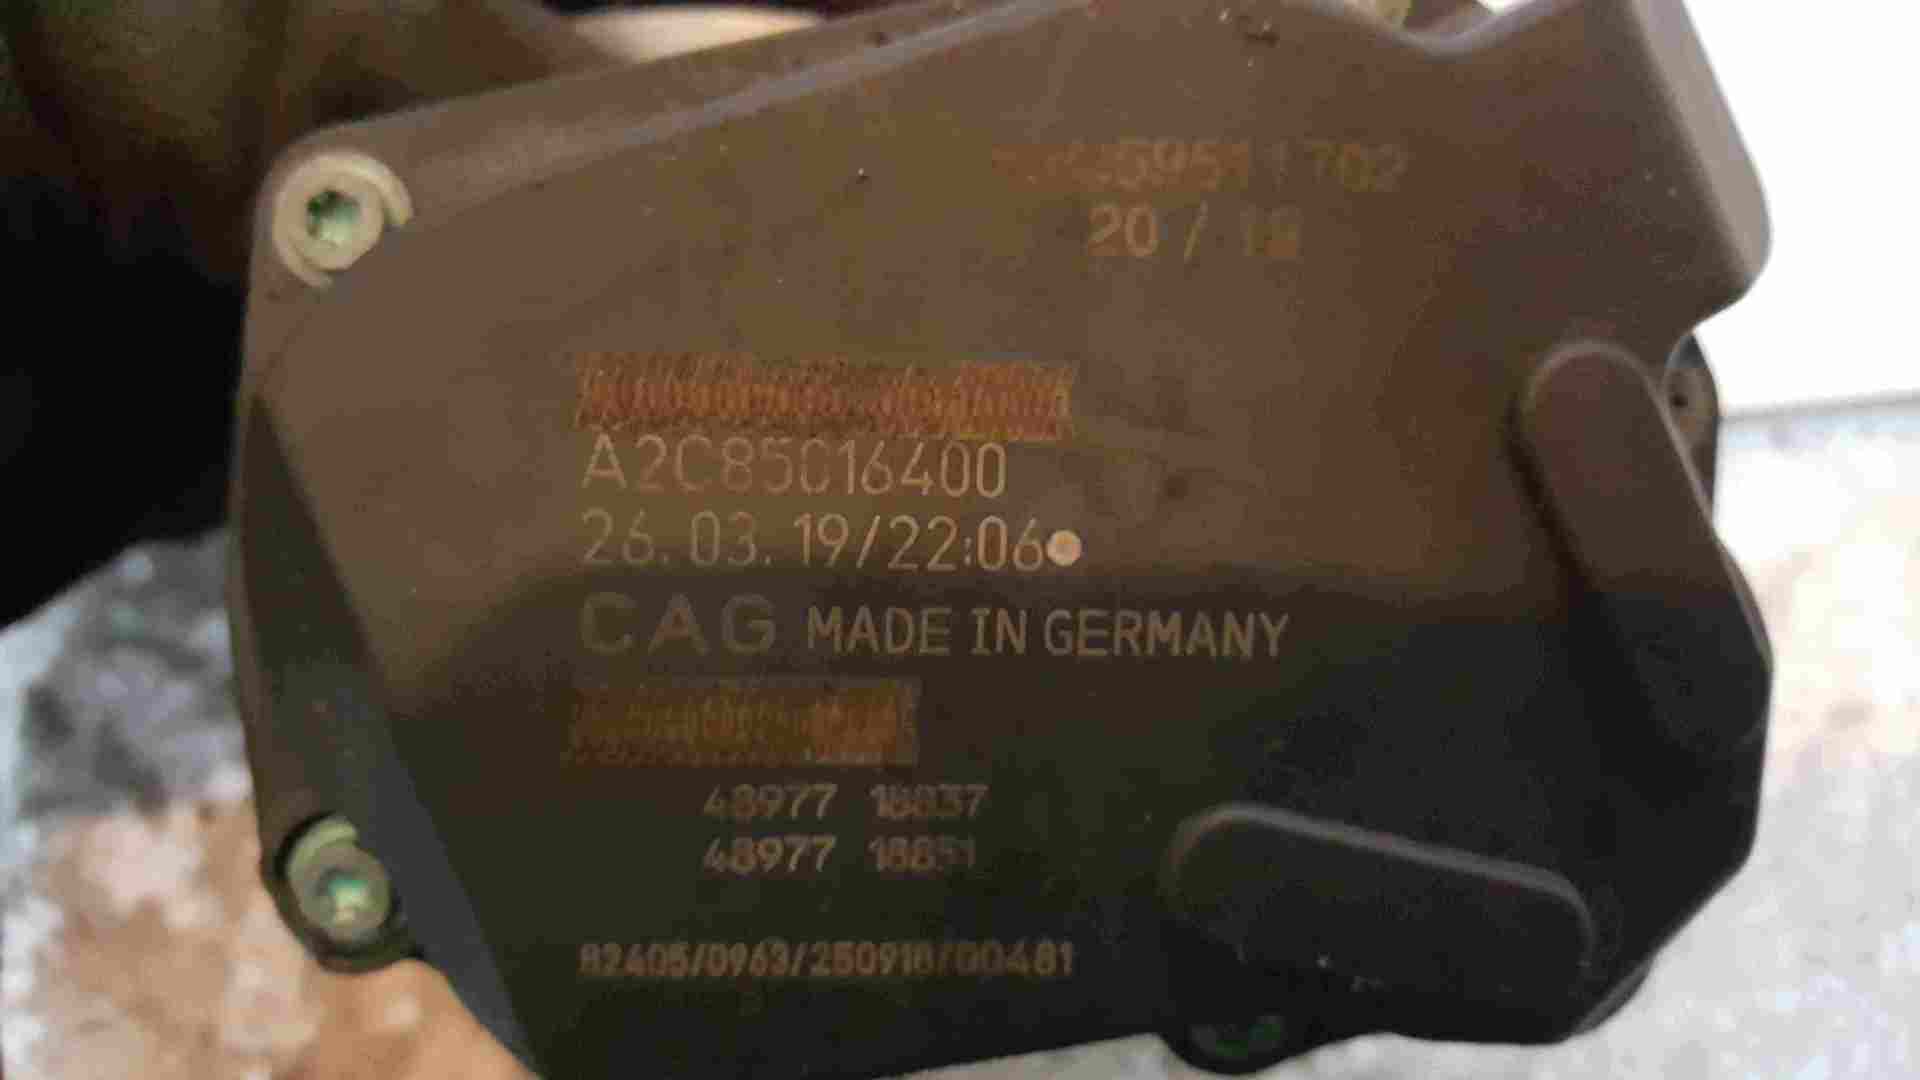 59511702
20 / 18
A2C85016400
26.03.19/22:06
CAG MADE IN GERMANY
48977 18837
48977 18851
82405/0963/250918/00481